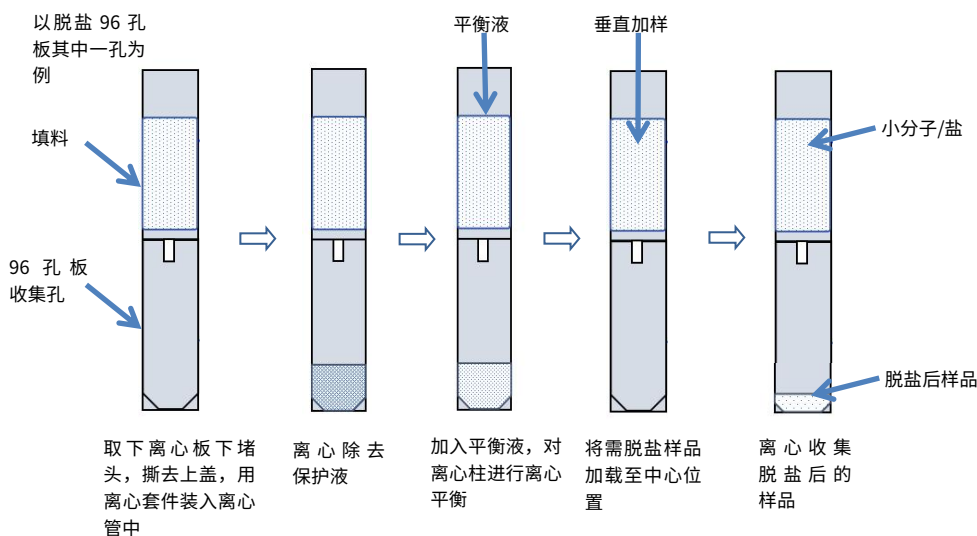 以脱盐 96 孔
板其中一孔为
例
平衡液
垂直加样
填料
小分子/盐
96 孔板
收集孔
脱盐后样品
取下离心板下堵
头，撕去上盖，用
离心套件装入离心
管中
离心除去
保护液
加入平衡液，对
离心柱进行离心
平衡
将需脱盐样品
加载至中心位
置
离心收集
脱盐后的
样品